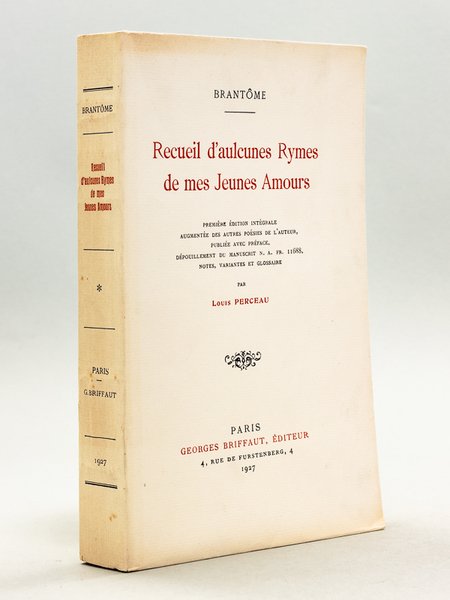 BRANTÔME
Recueil
d'aulcunes Rymes
de mes
Jeunes Amours
*
PARIS
G. BRIFFAUT
1927
BRANTÔME
Recueil d'aulcunes Rymes
de mes Jeunes Amours
PREMIÈRE ÉDITION INTÉGRALE
AUGMENTÉE DES AUTRES POÉSIES DE L'AUTEUR,
PUBLIÉE AVEC PRÉFACE,
DÉPOUILLEMENT DU MANUSCRIT N. A. FR. 11688,
NOTES, VARIANTES ET GLOSSAIRE
PAR
LOUIS PERCEAU
PARIS
GEORGES BRIFFAUT, ÉDITEUR
4, RUE DE FURSTENBERG, 4
1927